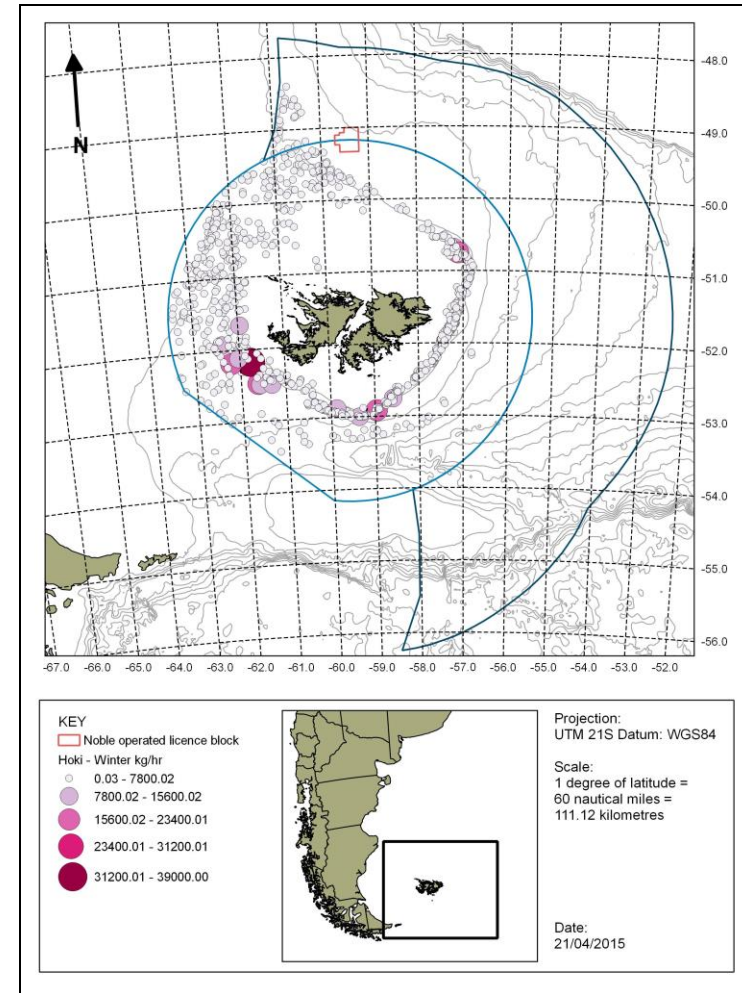 N
-48.0
-49.0
-50.0
-51.0
-52.0
-53.0
-54.0
-55.0
-56.0
-67.0 -66.0 -65.0 -64.0 -63.0 -62.0 -61.0 -60.0 -59.0 -58.0 -57.0 -56.0 -55.0 -54.0 -53.0 -52.0
KEY
Noble operated licence block
Hoki - Winter kg/hr
0.03 - 7800.02
7800.02 - 15600.02
15600.02 - 23400.01
23400.01 - 31200.01
31200.01 - 39000.00
Projection:
UTM 21S Datum: WGS84
Scale:
1 degree of latitude =
60 nautical miles =
111.12 kilometres
Date:
21/04/2015